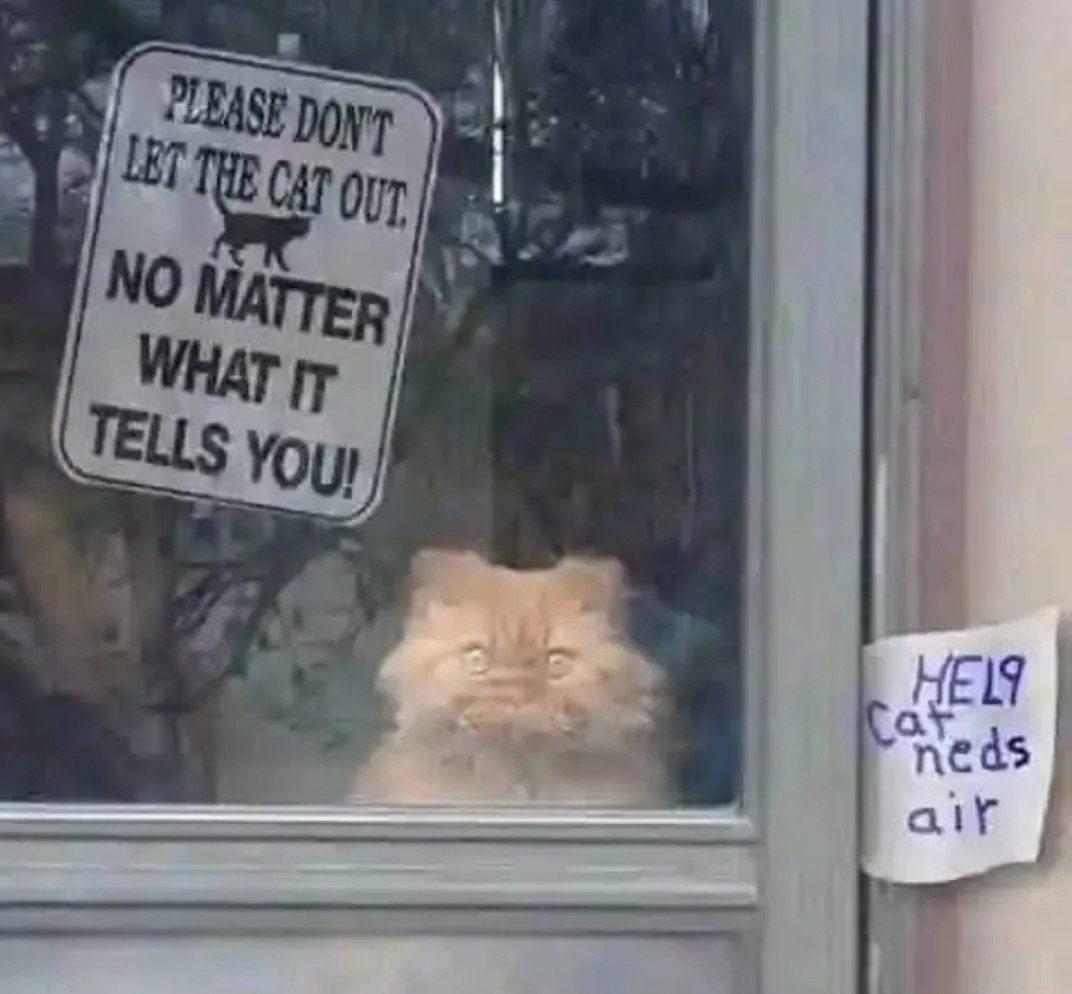 PLEASE DON'T
LET THE CAT OUT.
NO MATTER
WHAT IT
TELLS YOU!
HEL9
Cat
neds
air